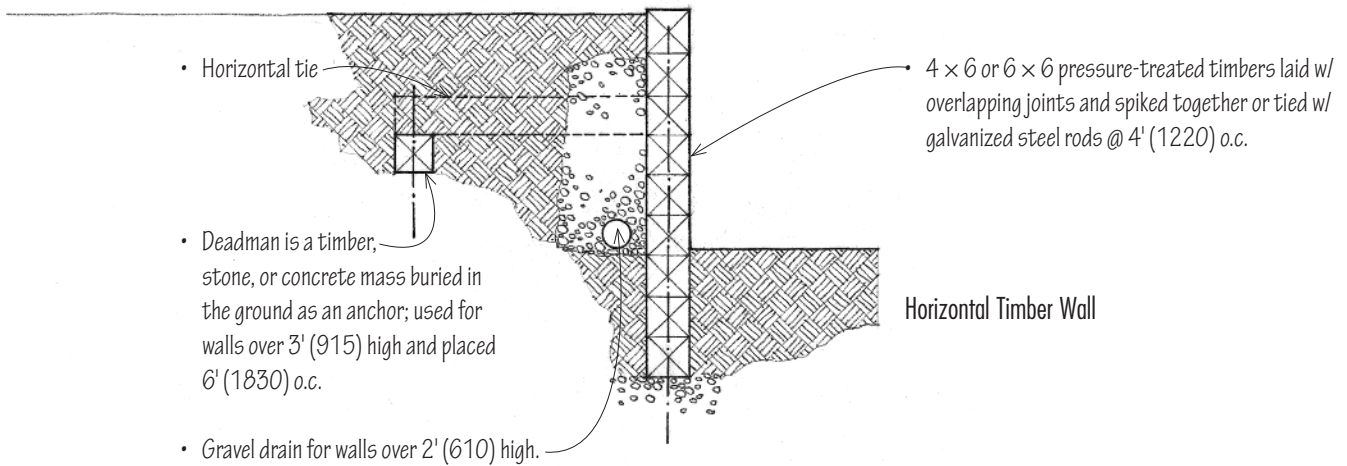 • Horizontal tie
• 4 × 6 or 6 × 6 pressure-treated timbers laid w/
overlapping joints and spiked together or tied w/
galvanized steel rods @ 4' (1220) o.c.
• Deadman is a timber,
stone, or concrete mass buried in
the ground as an anchor; used for
walls over 3' (915) high and placed
6' (1830) o.c.
Horizontal Timber Wall
• Gravel drain for walls over 2' (610) high.